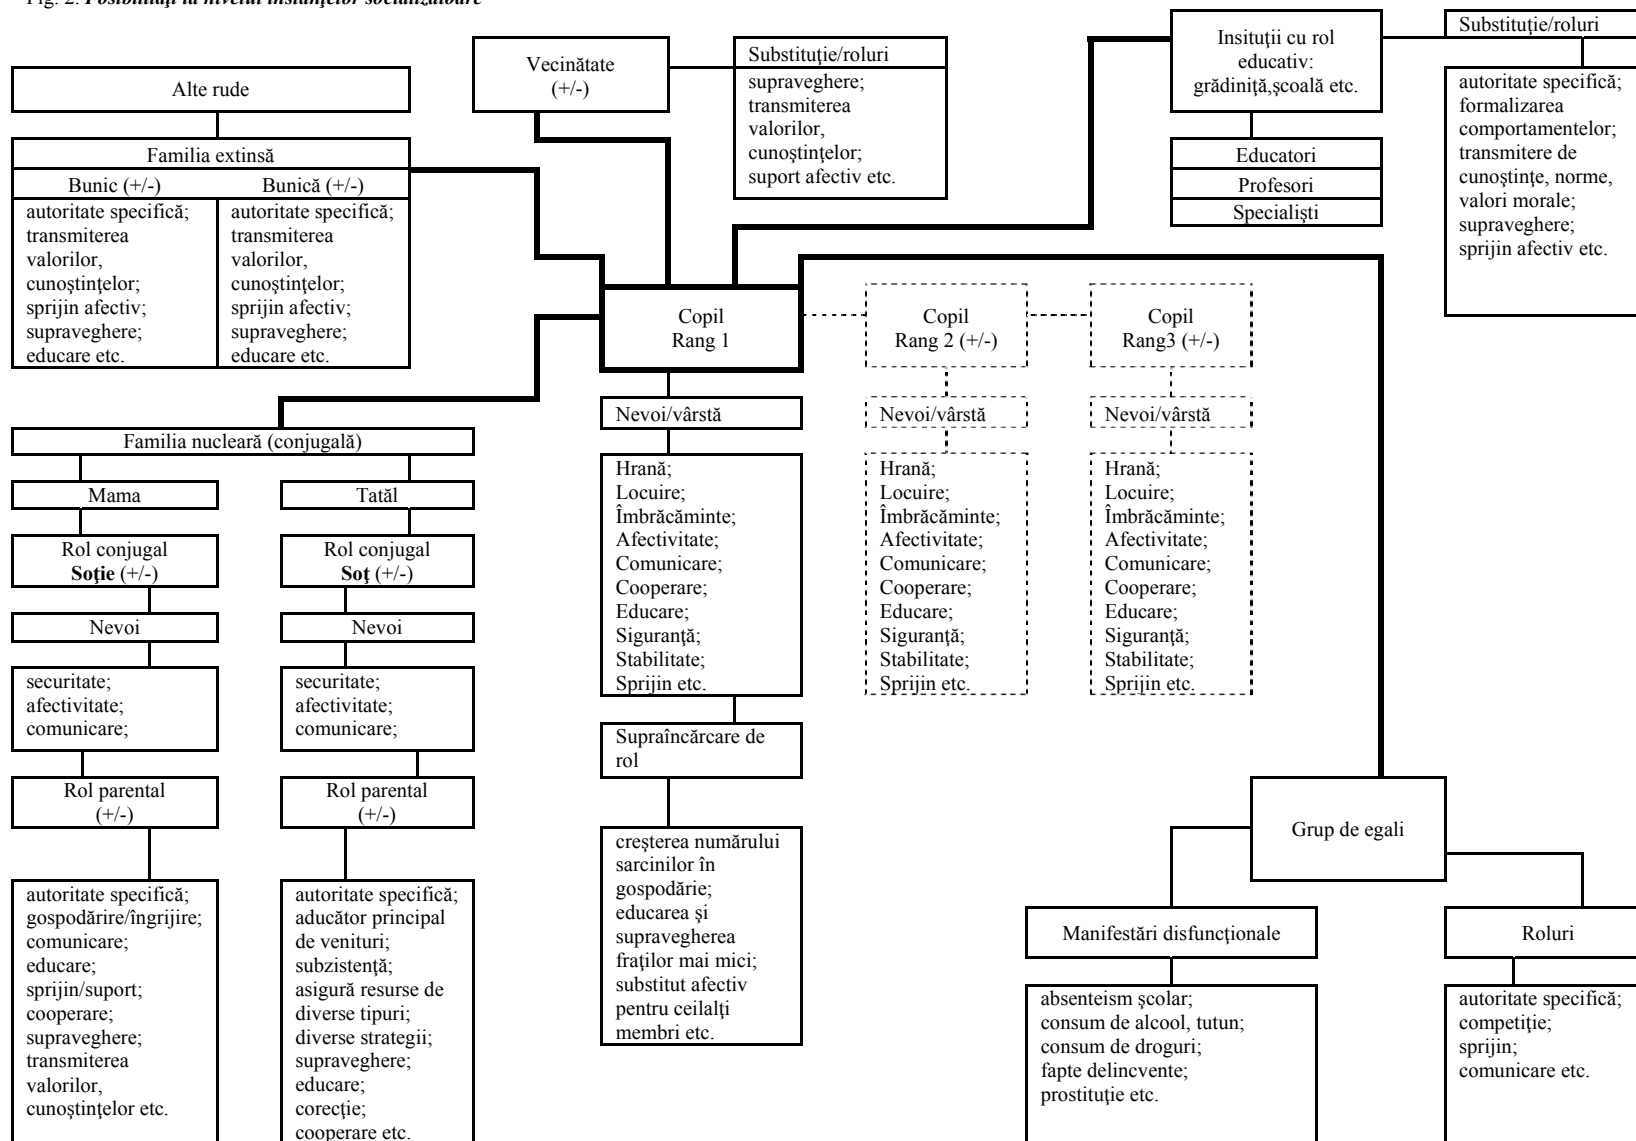 Fig. 2. Posibilităţi la nivelul instanţelor socializatoare
Alte rude
Familia extinsă
Bunic (+/-)
Bunică (+/-)
autoritate specifică;
transmiterea
valorilor,
cunoştinţelor;
sprijin afectiv;
supraveghere;
educare etc.
autoritate specifică;
transmiterea
valorilor,
cunoştinţelor;
sprijin afectiv;
supraveghere;
educare etc.
Vecinătate
(+/-)
Substituţie/roluri
supraveghere;
transmiterea
valorilor,
cunoştinţelor;
suport afectiv etc.
Insituţii cu rol
educativ:
grădiniţă,şcoală etc.
Educatori
Profesori
Specialişti
Substituţie/roluri
autoritate specifică;
formalizarea
comportamentelor;
transmitere de
cunoştinţe, norme,
valori morale;
supraveghere;
sprijin afectiv etc.
Copil
Rang 1
Copil
Rang 2 (+/-)
Copil
Rang3 (+/-)
Nevoi/vârstă
Nevoi/vârstă
Nevoi/vârstă
Hrană;
Locuire;
Îmbrăcăminte;
Afectivitate;
Comunicare;
Cooperare;
Educare;
Siguranţă;
Stabilitate;
Sprijin etc.
Hrană;
Locuire;
Îmbrăcăminte;
Afectivitate;
Comunicare;
Cooperare;
Educare;
Siguranţă;
Stabilitate;
Sprijin etc.
Hrană;
Locuire;
Îmbrăcăminte;
Afectivitate;
Comunicare;
Cooperare;
Educare;
Siguranţă;
Stabilitate;
Sprijin etc.
Supraîncărcare de
rol
creşterea numărului
sarcinilor în
gospodărie;
educarea şi
supravegherea
fraţilor mai mici;
substitut afectiv
pentru ceilalţi
membri etc.
Familia nucleară (conjugală)
Mama
Rol conjugal
Soţie (+/-)
Nevoi
securitate;
afectivitate;
comunicare;
Rol parental
(+/-)
autoritate specifică;
gospodărire/îngrijire;
comunicare;
educare;
sprijin/suport;
cooperare;
supraveghere;
transmiterea
valorilor,
cunoştinţelor etc.
Tatăl
Rol conjugal
Soţ (+/-)
Nevoi
securitate;
afectivitate;
comunicare;
Rol parental
(+/-)
autoritate specifică;
aducător principal
de venituri;
subzistenţă;
asigură resurse de
diverse tipuri;
diverse strategii;
supraveghere;
educare;
corecţie;
cooperare etc.
Grup de egali
Manifestări disfuncţionale
absenteism şcolar;
consum de alcool, tutun;
consum de droguri;
fapte delincvente;
prostituţie etc.
Roluri
autoritate specifică;
competiţie;
sprijin;
comunicare etc.